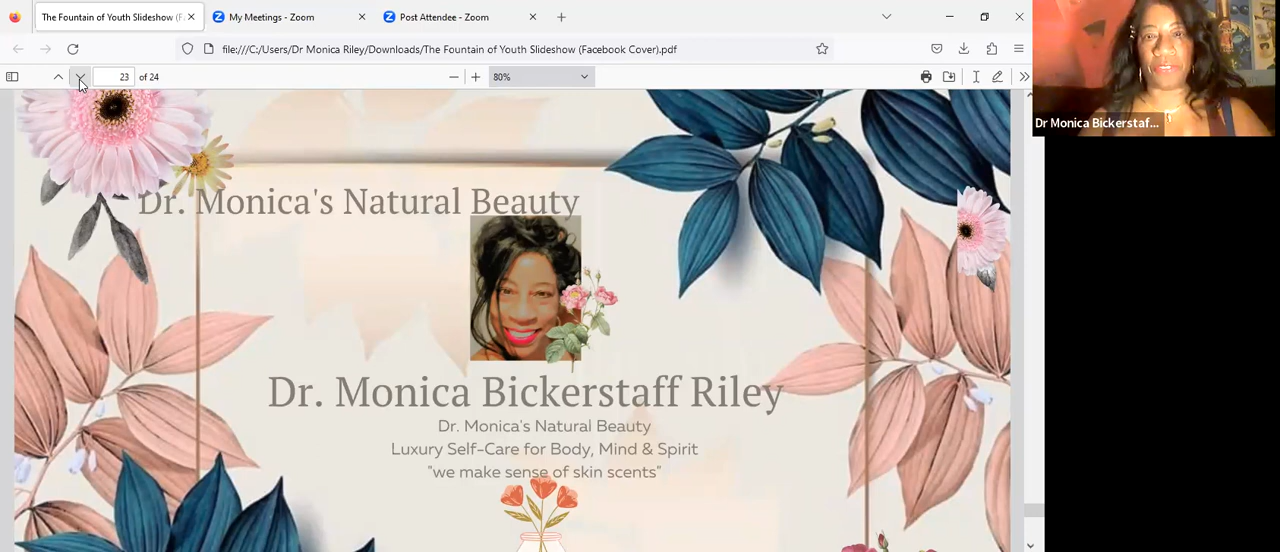 The Fountain of Youth Slideshow (F
My Meetings - Zoom
Post Attendee - Zoom
file:///C:/Users/Dr Monica Riley/Downloads/The Fountain of Youth Slideshow (Facebook Cover).pdf
23 of 24
80%
Dr Monica Bickerstaf...
Dr. Monica's Natural Beauty
Dr. Monica Bickerstaff Riley
Dr. Monica's Natural Beauty
Luxury Self-Care for Body, Mind & Spirit
"we make sense of skin scents"